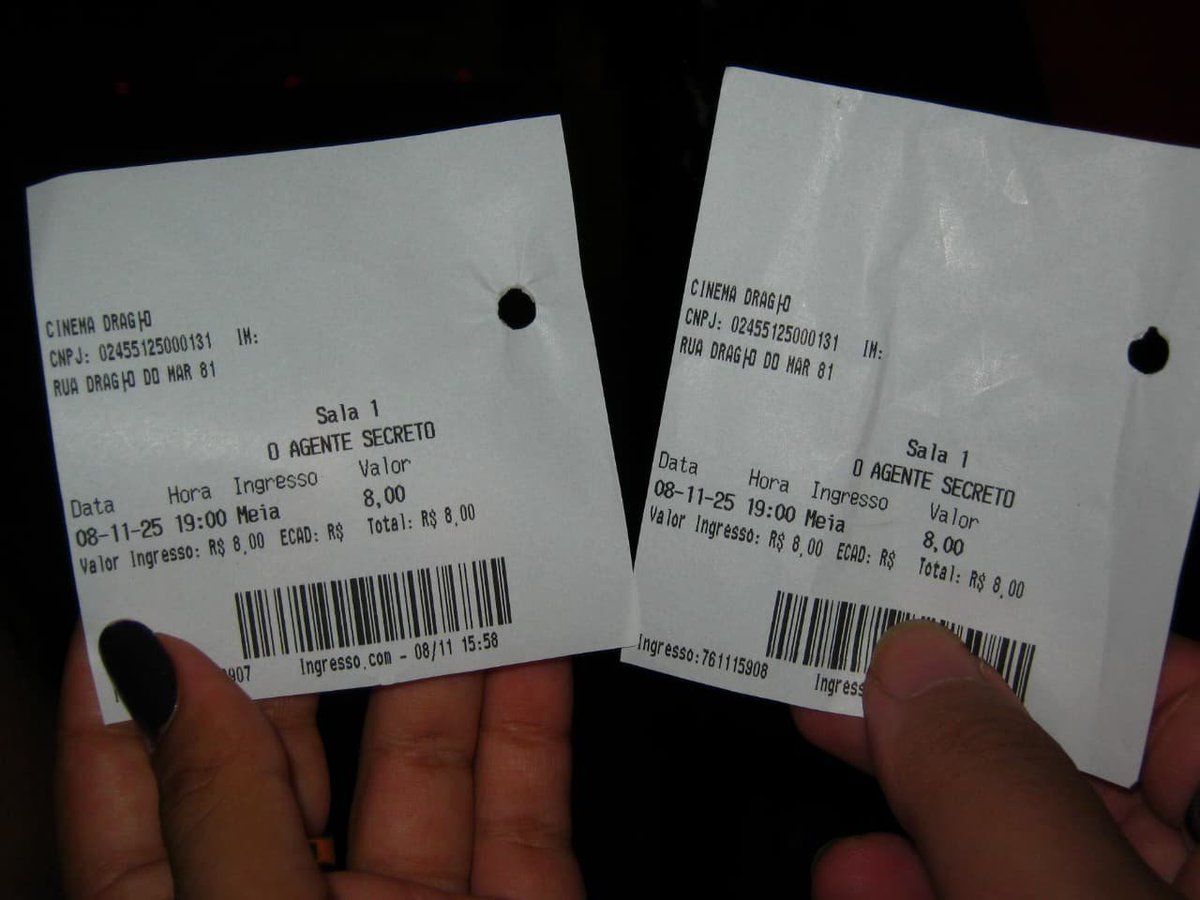 CINEMA DRAG├O
CNPJ: 02455125000131 IM:
RUA DRAG├O DO MAR 81
Sala 1
O AGENTE SECRETO
Data Hora Ingresso Valor
08-11-25 19:00 Meia 8,00
Valor Ingresso: R$ 8,00 ECAD: R$ Total: R$ 8,00
907 Ingresso.com - 08/11 15:58
CINEMA DRAG├O
CNPJ: 02455125000131 IM:
RUA DRAG├O DO MAR 81
Sala 1
O AGENTE SECRETO
Data Hora Ingresso Valor
08-11-25 19:00 Meia 8,00
Valor Ingresso: R$ 8,00 ECAD: R$ Total: R$ 8,00
Ingresso:761115908 Ingress